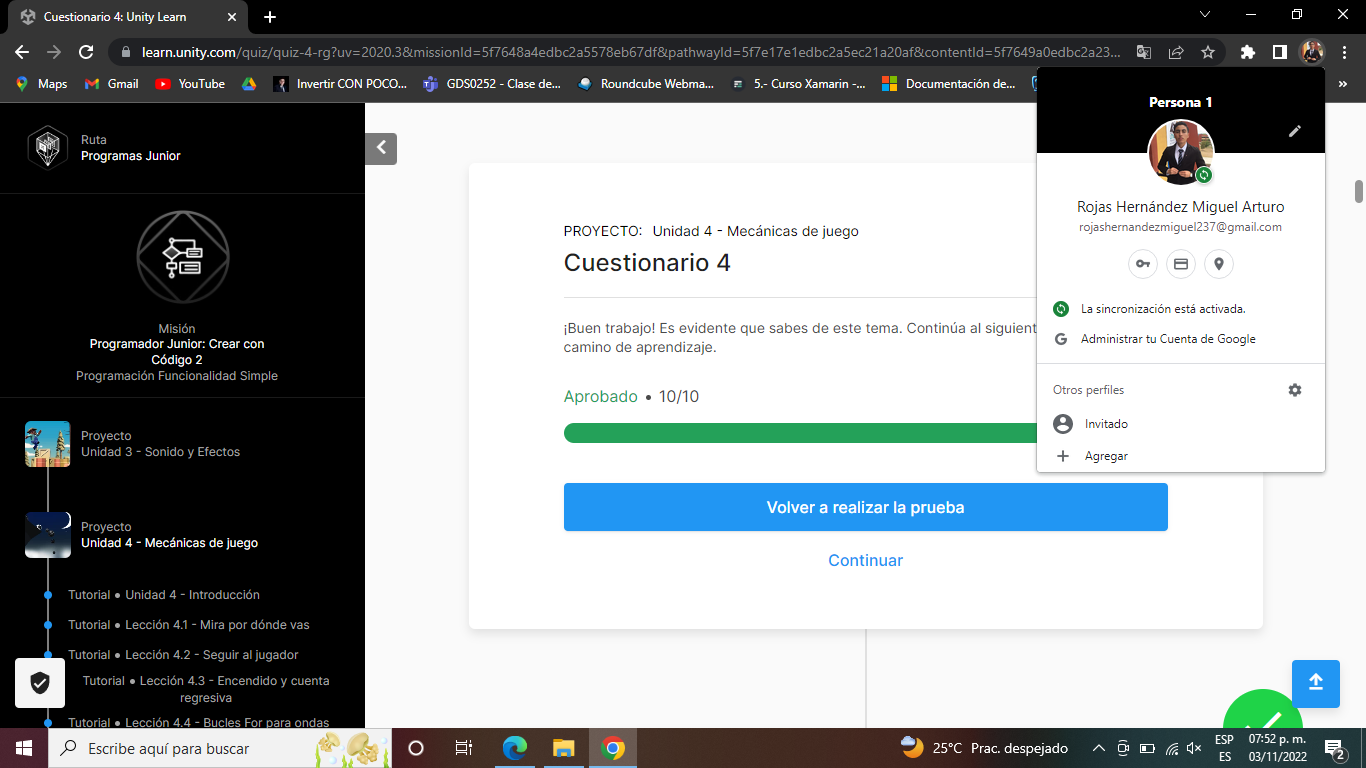 Cuestionario 4: Unity Learn
learn.unity.com/quiz/quiz-4-rg?uv=2020.3&missionId=5f7648a4edbc2a5578eb67df&pathwayId=5f7e17e1edbc2a5ec21a20af&contentId=5f7649a0edbc2a23...
Maps
Gmail
YouTube
Invertir CON POCO...
GDS0252 - Clase de...
Roundcube Webma...
5.- Curso Xamarin -...
Documentación de...
»
Ruta
Programas Junior
Misión
Programador Junior: Crear con
Código 2
Programación Funcionalidad Simple
Proyecto
Unidad 3 - Sonido y Efectos
Proyecto
Unidad 4 - Mecánicas de juego
Tutorial ● Unidad 4 - Introducción
Tutorial ● Lección 4.1 - Mira por dónde vas
Tutorial ● Lección 4.2 - Seguir al jugador
Tutorial ● Lección 4.3 - Encendido y cuenta
regresiva
Tutorial ● Lección 4.4 - Bucles For para ondas
PROYECTO: Unidad 4 - Mecánicas de juego
Cuestionario 4
¡Buen trabajo! Es evidente que sabes de este tema. Continúa al siguient
camino de aprendizaje.
Aprobado • 10/10
Volver a realizar la prueba
Continuar
Persona 1
Rojas Hernández Miguel Arturo
rojashernandezmiguel237@gmail.com
La sincronización está activada.
G Administrar tu Cuenta de Google
Otros perfiles
Invitado
Agregar
Escribe aquí para buscar
25°C Prac. despejado
ESP
ES
07:52 p. m.
03/11/2022
2